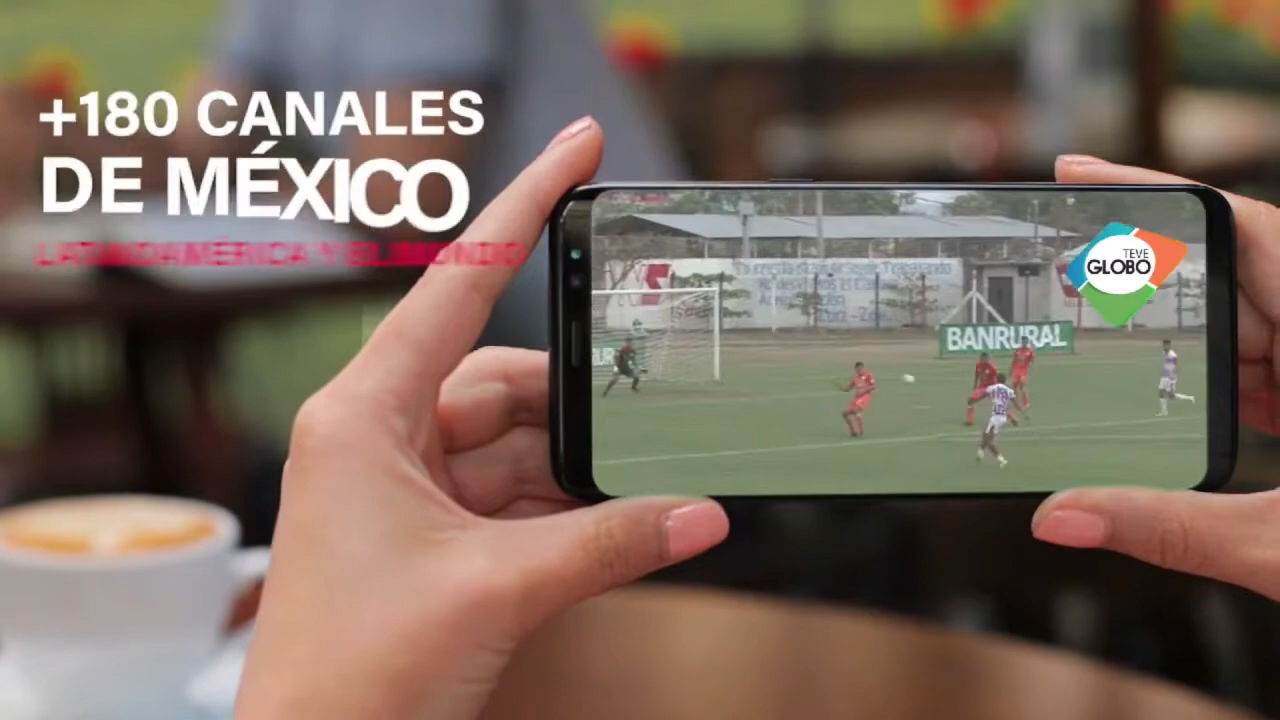 +180 CANALES
DE MÉXICO
LATINOAMÉRICA Y EL MUNDO
TEVE
GLOBO
BANRURAL